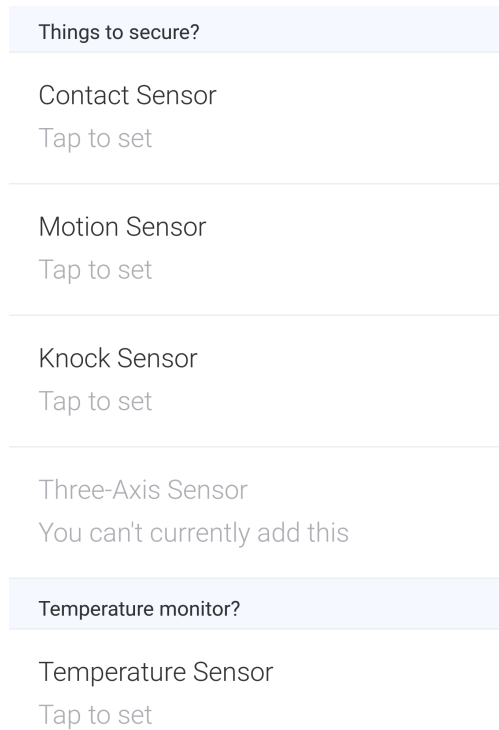 Things to secure?
Contact Sensor
Tap to set
Motion Sensor
Tap to set
Knock Sensor
Tap to set
Three-Axis Sensor
You can't currently add this
Temperature monitor?
Temperature Sensor
Tap to set